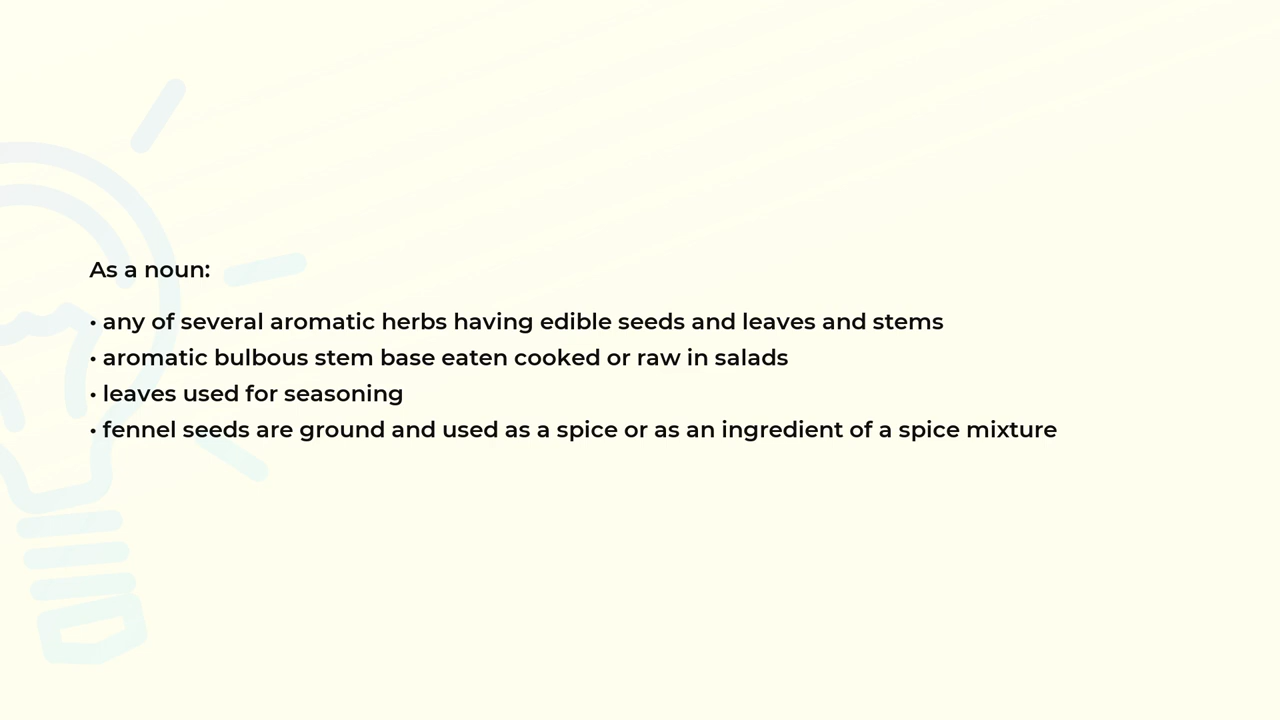 As a noun:
• any of several aromatic herbs having edible seeds and leaves and stems
• aromatic bulbous stem base eaten cooked or raw in salads
• leaves used for seasoning
• fennel seeds are ground and used as a spice or as an ingredient of a spice mixture